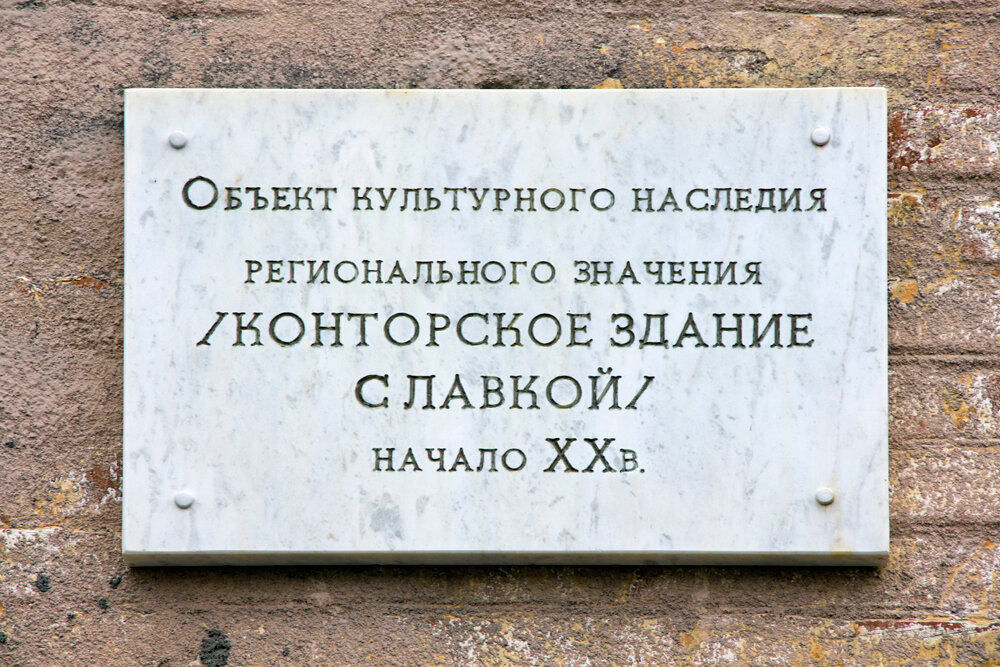 Объект культурного наследия
регионального значения
/конторское здание
с лавкой/
начало XXв.